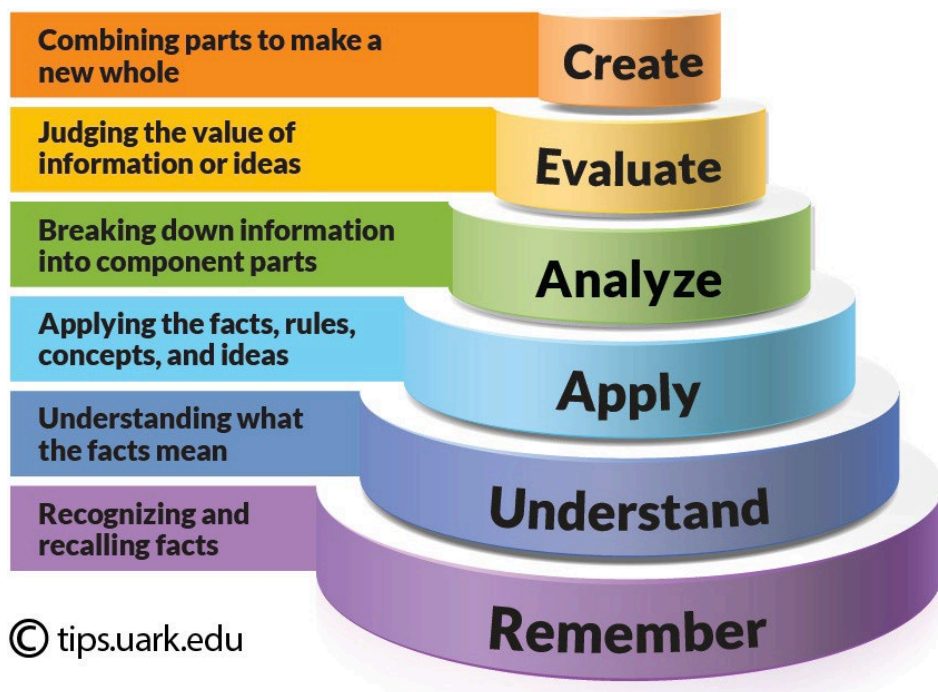 Combining parts to make a
new whole
Create
Judging the value of
information or ideas
Evaluate
Breaking down information
into component parts
Analyze
Applying the facts, rules,
concepts, and ideas
Apply
Understanding what
the facts mean
Understand
Recognizing and
recalling facts
Remember
© tips.uark.edu